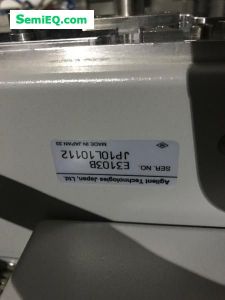 SemiEQ.com
Agilent Technologies Japan, Ltd.
E3103B
SER. NO.
JP10L10112
MADE IN JAPAN 33